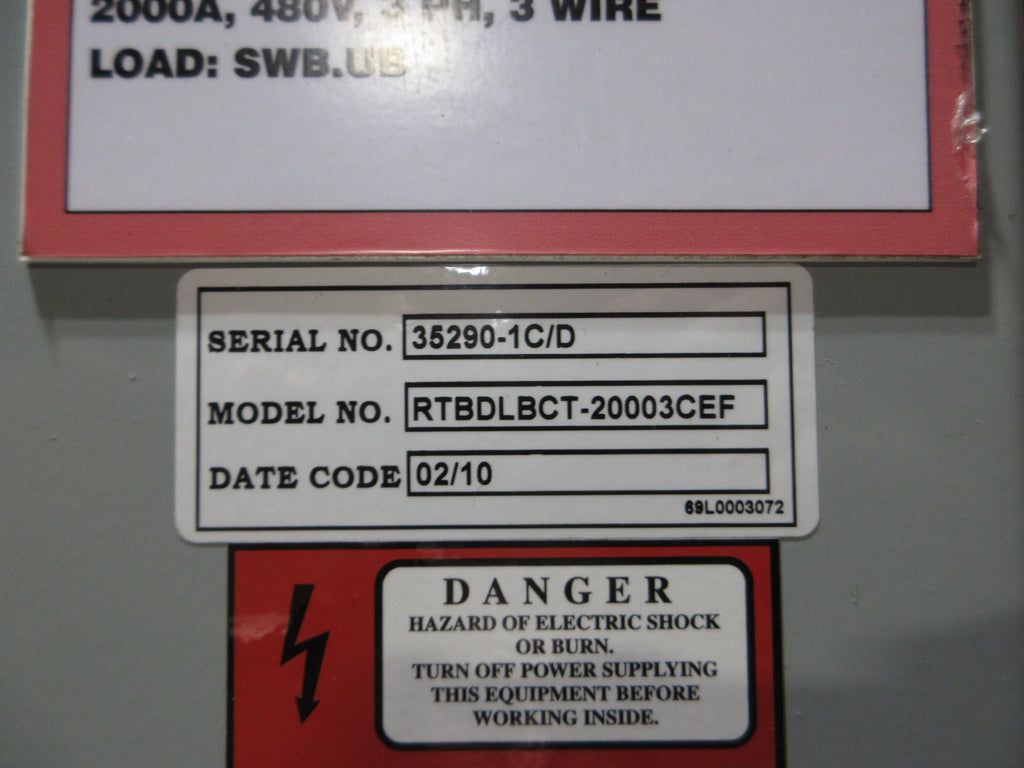 2000A, 480V, 3 PH, 3 WIRE
LOAD: SWB.UB
SERIAL NO. 35290-1C/D
MODEL NO. RTBDLBCT-20003CEF
DATE CODE 02/10
69L0003072
DANGER
HAZARD OF ELECTRIC SHOCK
OR BURN.
TURN OFF POWER SUPPLYING
THIS EQUIPMENT BEFORE
WORKING INSIDE.